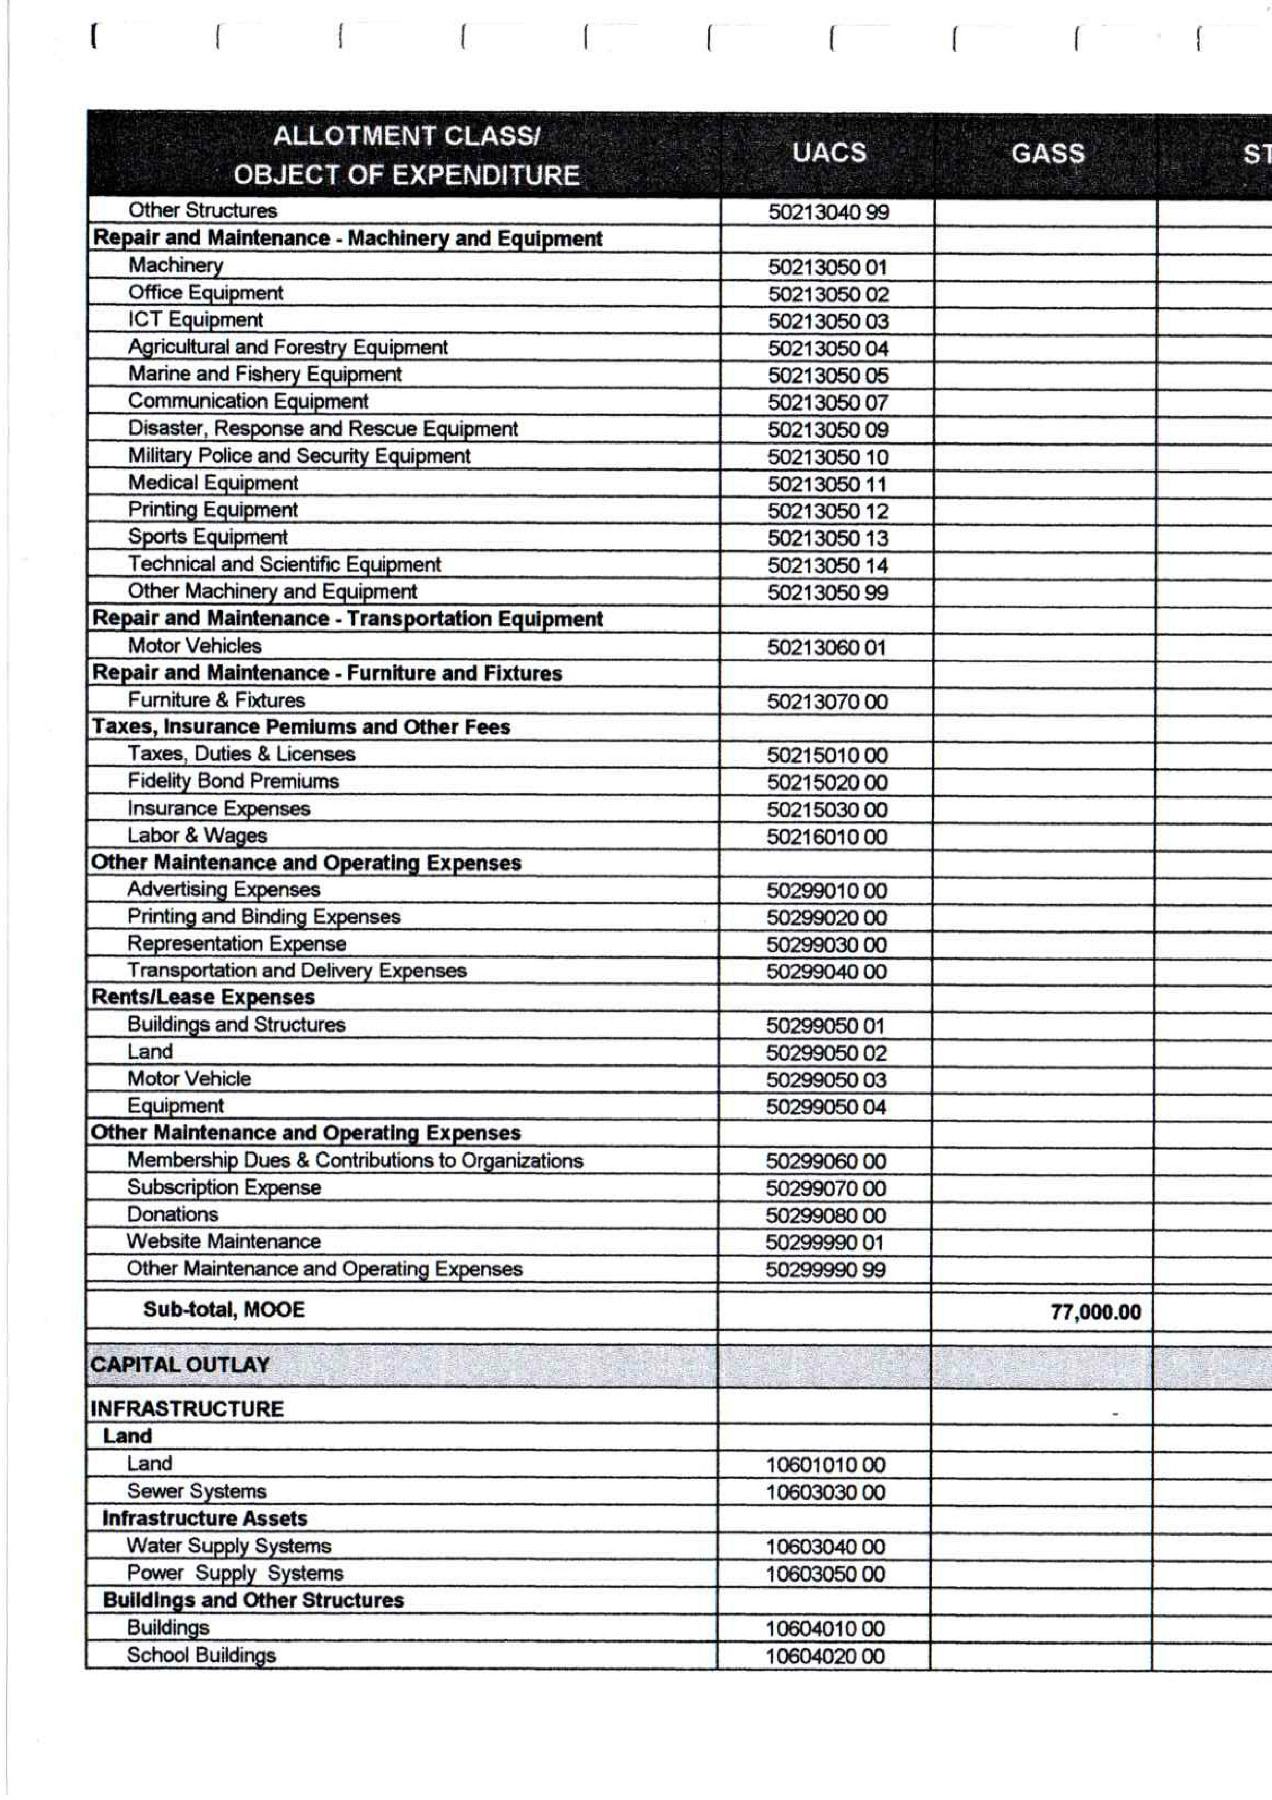 ALLOTMENT CLASS/
OBJECT OF EXPENDITURE UACS GASS ST
Other Structures 50213040 99
Repair and Maintenance - Machinery and Equipment
Machinery 50213050 01
Office Equipment 50213050 02
ICT Equipment 50213050 03
Agricultural and Forestry Equipment 50213050 04
Marine and Fishery Equipment 50213050 05
Communication Equipment 50213050 07
Disaster, Response and Rescue Equipment 50213050 09
Military Police and Security Equipment 50213050 10
Medical Equipment 50213050 11
Printing Equipment 50213050 12
Sports Equipment 50213050 13
Technical and Scientific Equipment 50213050 14
Other Machinery and Equipment 50213050 99
Repair and Maintenance - Transportation Equipment
Motor Vehicles 50213060 01
Repair and Maintenance - Furniture and Fixtures
Furniture & Fixtures 50213070 00
Taxes, Insurance Pemiums and Other Fees
Taxes, Duties & Licenses 50215010 00
Fidelity Bond Premiums 50215020 00
Insurance Expenses 50215030 00
Labor & Wages 50216010 00
Other Maintenance and Operating Expenses
Advertising Expenses 50299010 00
Printing and Binding Expenses 50299020 00
Representation Expense 50299030 00
Transportation and Delivery Expenses 50299040 00
Rents/Lease Expenses
Buildings and Structures 50299050 01
Land 50299050 02
Motor Vehicle 50299050 03
Equipment 50299050 04
Other Maintenance and Operating Expenses
Membership Dues & Contributions to Organizations 50299060 00
Subscription Expense 50299070 00
Donations 50299080 00
Website Maintenance 50299990 01
Other Maintenance and Operating Expenses 50299990 99
Sub-total, MOOE 77,000.00
CAPITAL OUTLAY
INFRASTRUCTURE -
Land
Land 10601010 00
Sewer Systems 10603030 00
Infrastructure Assets
Water Supply Systems 10603040 00
Power Supply Systems 10603050 00
Buildings and Other Structures
Buildings 10604010 00
School Buildings 10604020 00